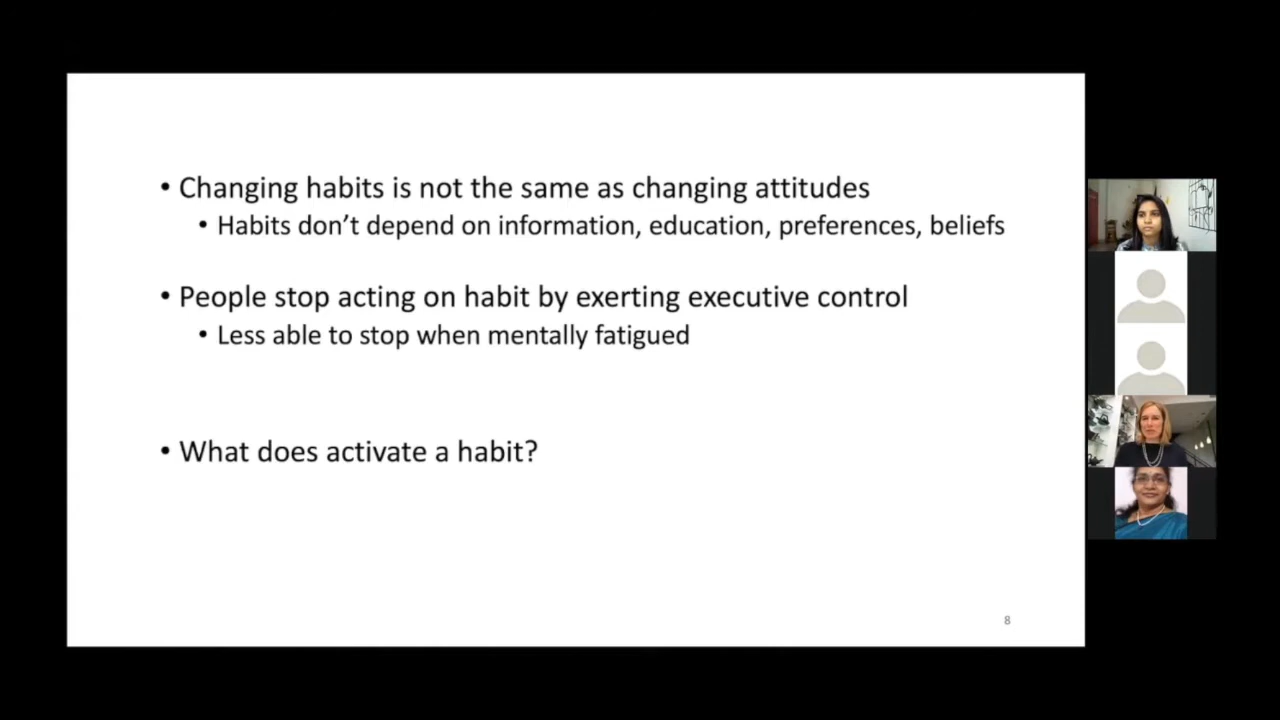 • Changing habits is not the same as changing attitudes
• Habits don’t depend on information, education, preferences, beliefs
• People stop acting on habit by exerting executive control
• Less able to stop when mentally fatigued
• What does activate a habit?
8